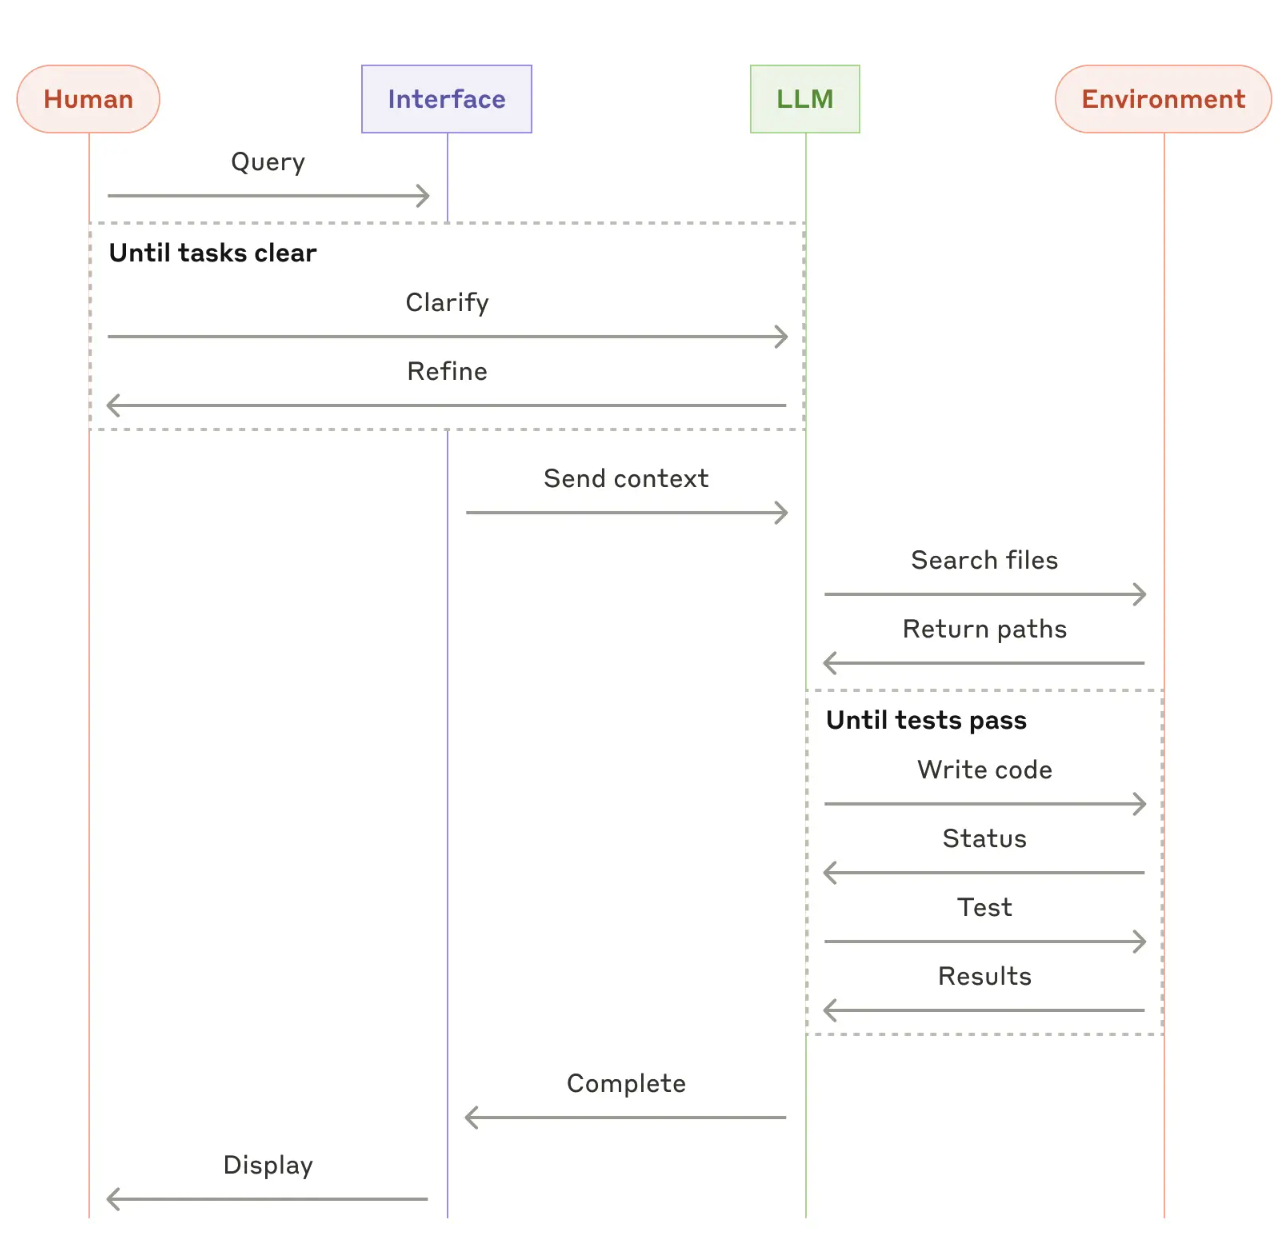 Human
Interface
LLM
Environment
Query
Until tasks clear
Clarify
Refine
Send context
Search files
Return paths
Until tests pass
Write code
Status
Test
Results
Complete
Display